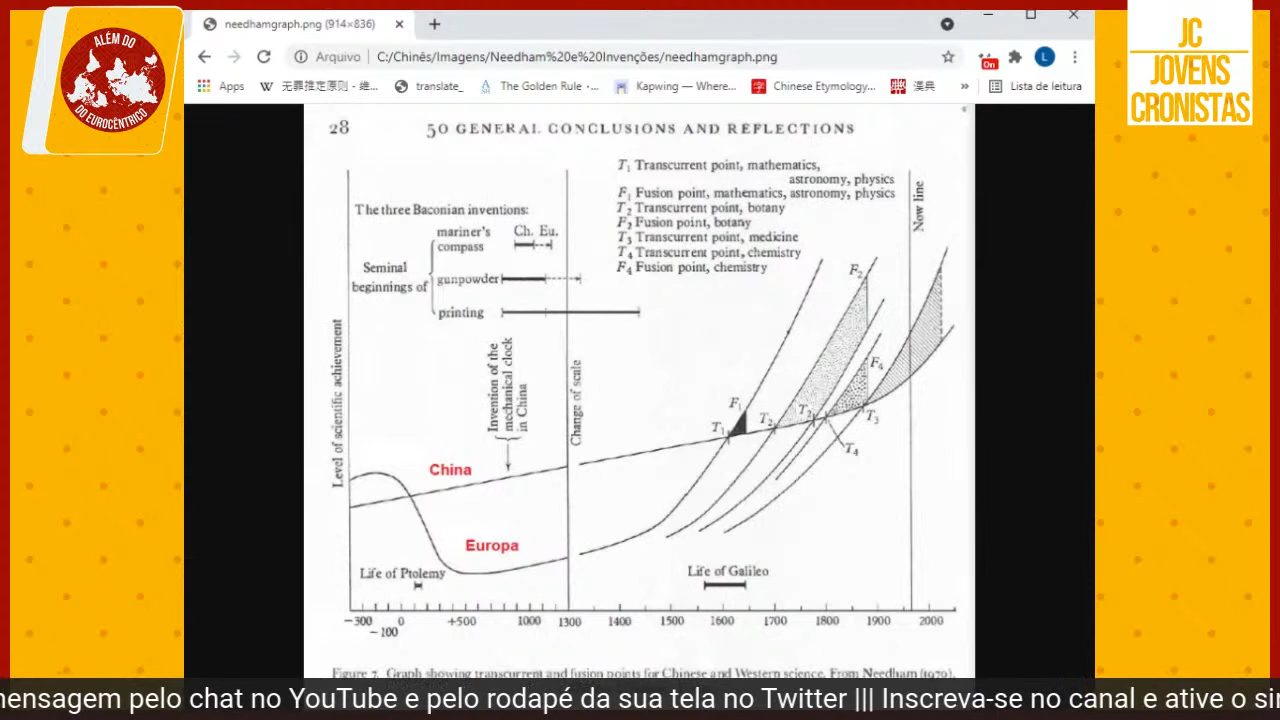 needhamgraph.png (914×836)
Arquivo
C:/Chinês/Imagens/Needham%20e%20Invenções/needhamgraph.png
On
L
Apps
无罪推定原则 - 維...
translate_
The Golden Rule •...
Kapwing — Where...
Chinese Etymology...
漢典
Lista de leitura
ALÉM DO
DO EUROCÊNTRICO
JC
JOVENS
CRONISTAS
28
50 GENERAL CONCLUSIONS AND REFLECTIONS
T1 Transcurrent point, mathematics,
astronomy, physics
F1 Fusion point, mathematics, astronomy, physics
T2 Transcurrent point, botany
F2 Fusion point, botany
T3 Transcurrent point, medicine
T4 Transcurrent point, chemistry
F4 Fusion point, chemistry
Now line
The three Baconian inventions:
mariner's
compass
Ch. Eu.
Seminal
beginnings of
gunpowder
printing
Level of scientific achievement
Invention of the
mechanical clock
in China
Change of scale
F2
F4
F1
T1
T2
T2
T3
T4
China
Europa
Life of Ptolemy
Life of Galileo
−300
−100
0
+500
1000
1300
1400
1500
1600
1700
1800
1900
2000
Figure 7. Graph showing transcurrent and fusion points for Chinese and Western science. From Needham (1970),
mensagem pelo chat no YouTube e pelo rodapé da sua tela no Twitter ||| Inscreva-se no canal e ative o si